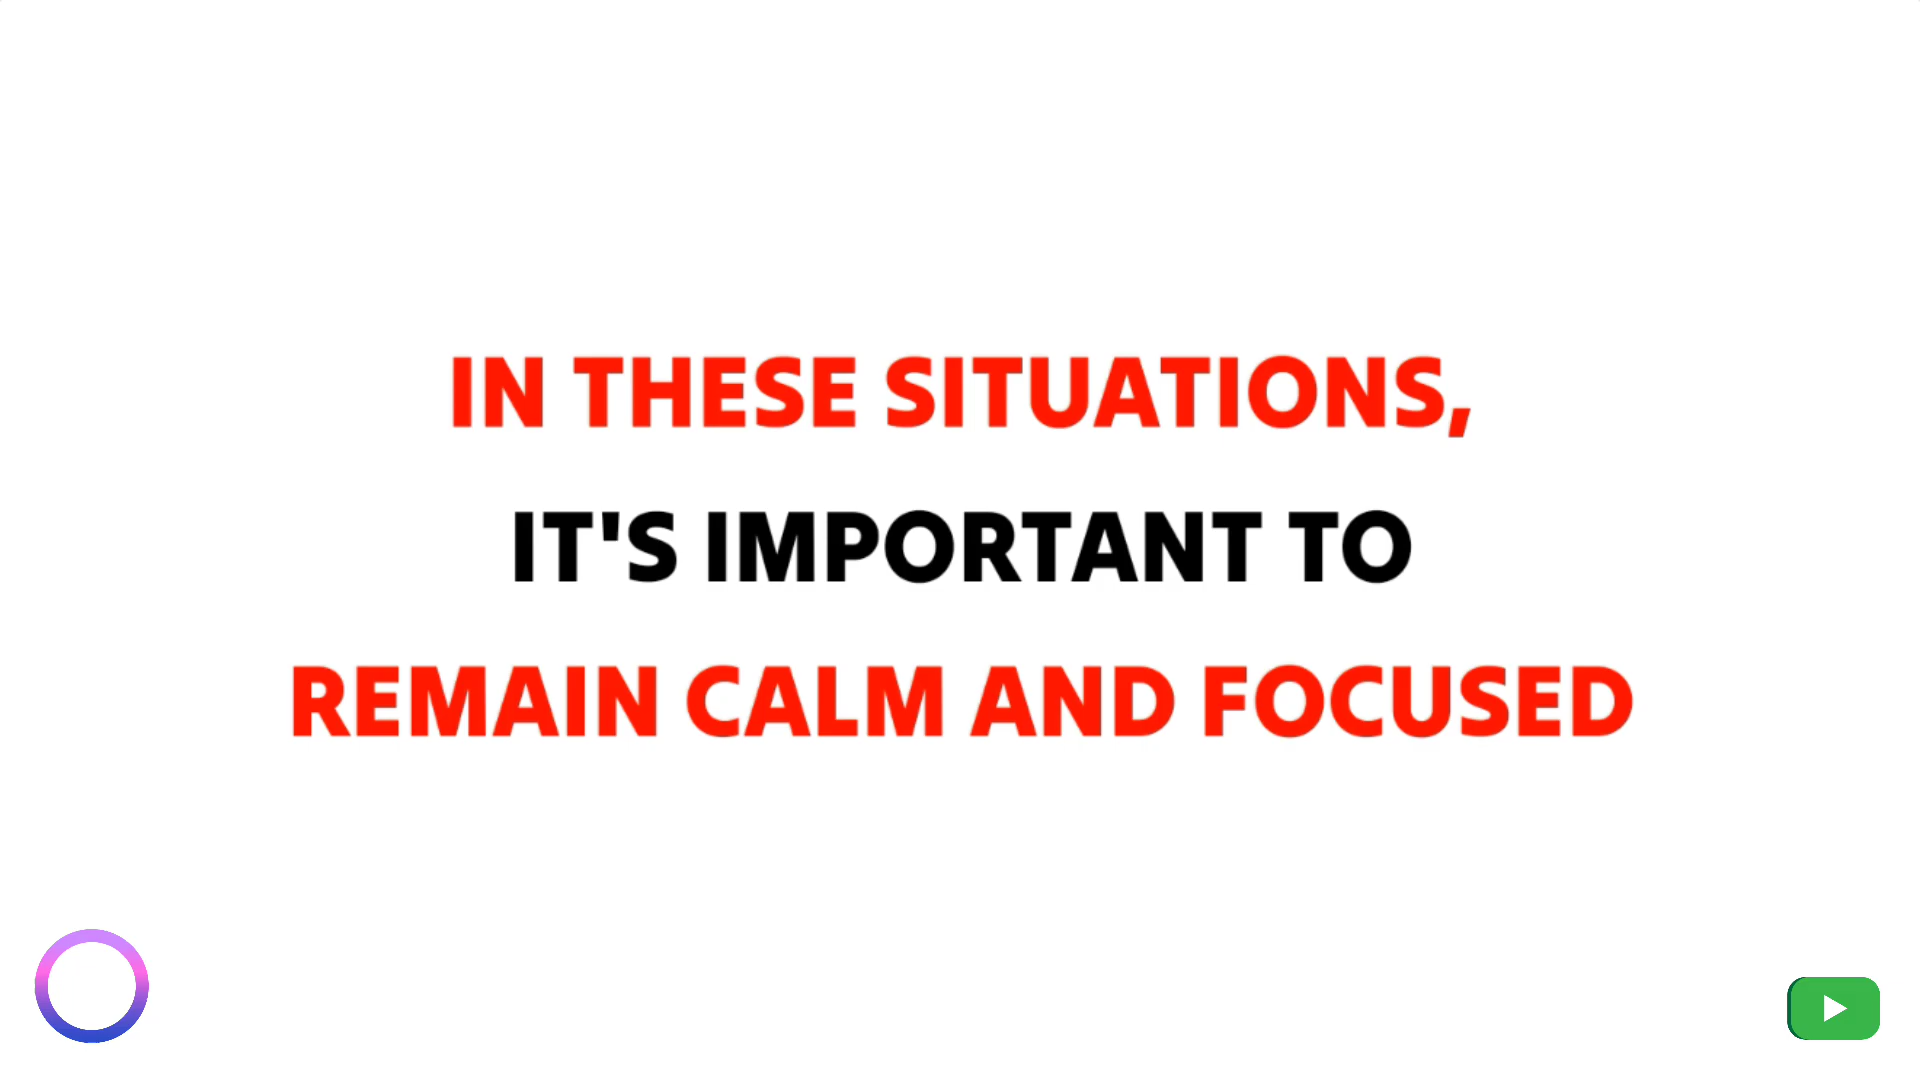 IN THESE SITUATIONS,
IT'S IMPORTANT TO
REMAIN CALM AND FOCUSED